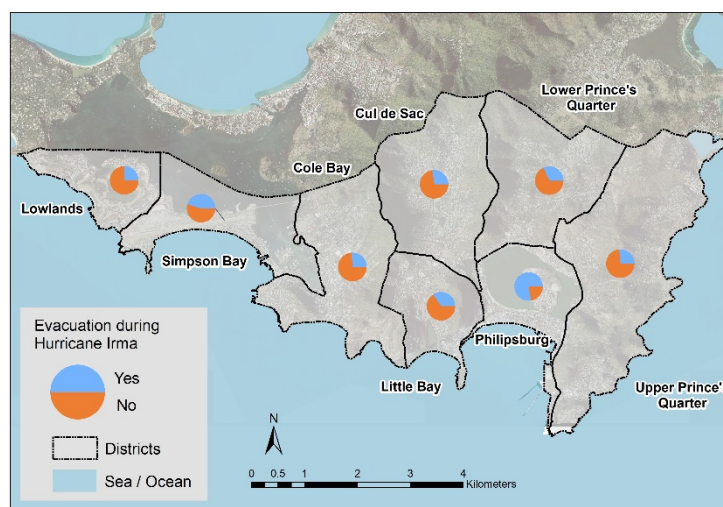 Lower Prince's
Quarter
Cul de Sac
Cole Bay
Lowlands
Simpson Bay
Philipsburg
Little Bay
Upper Prince'
Quarter
Evacuation during
Hurricane Irma
Yes
No
Districts
Sea / Ocean
N
0 0.5 1 2 3 4
Kilometers